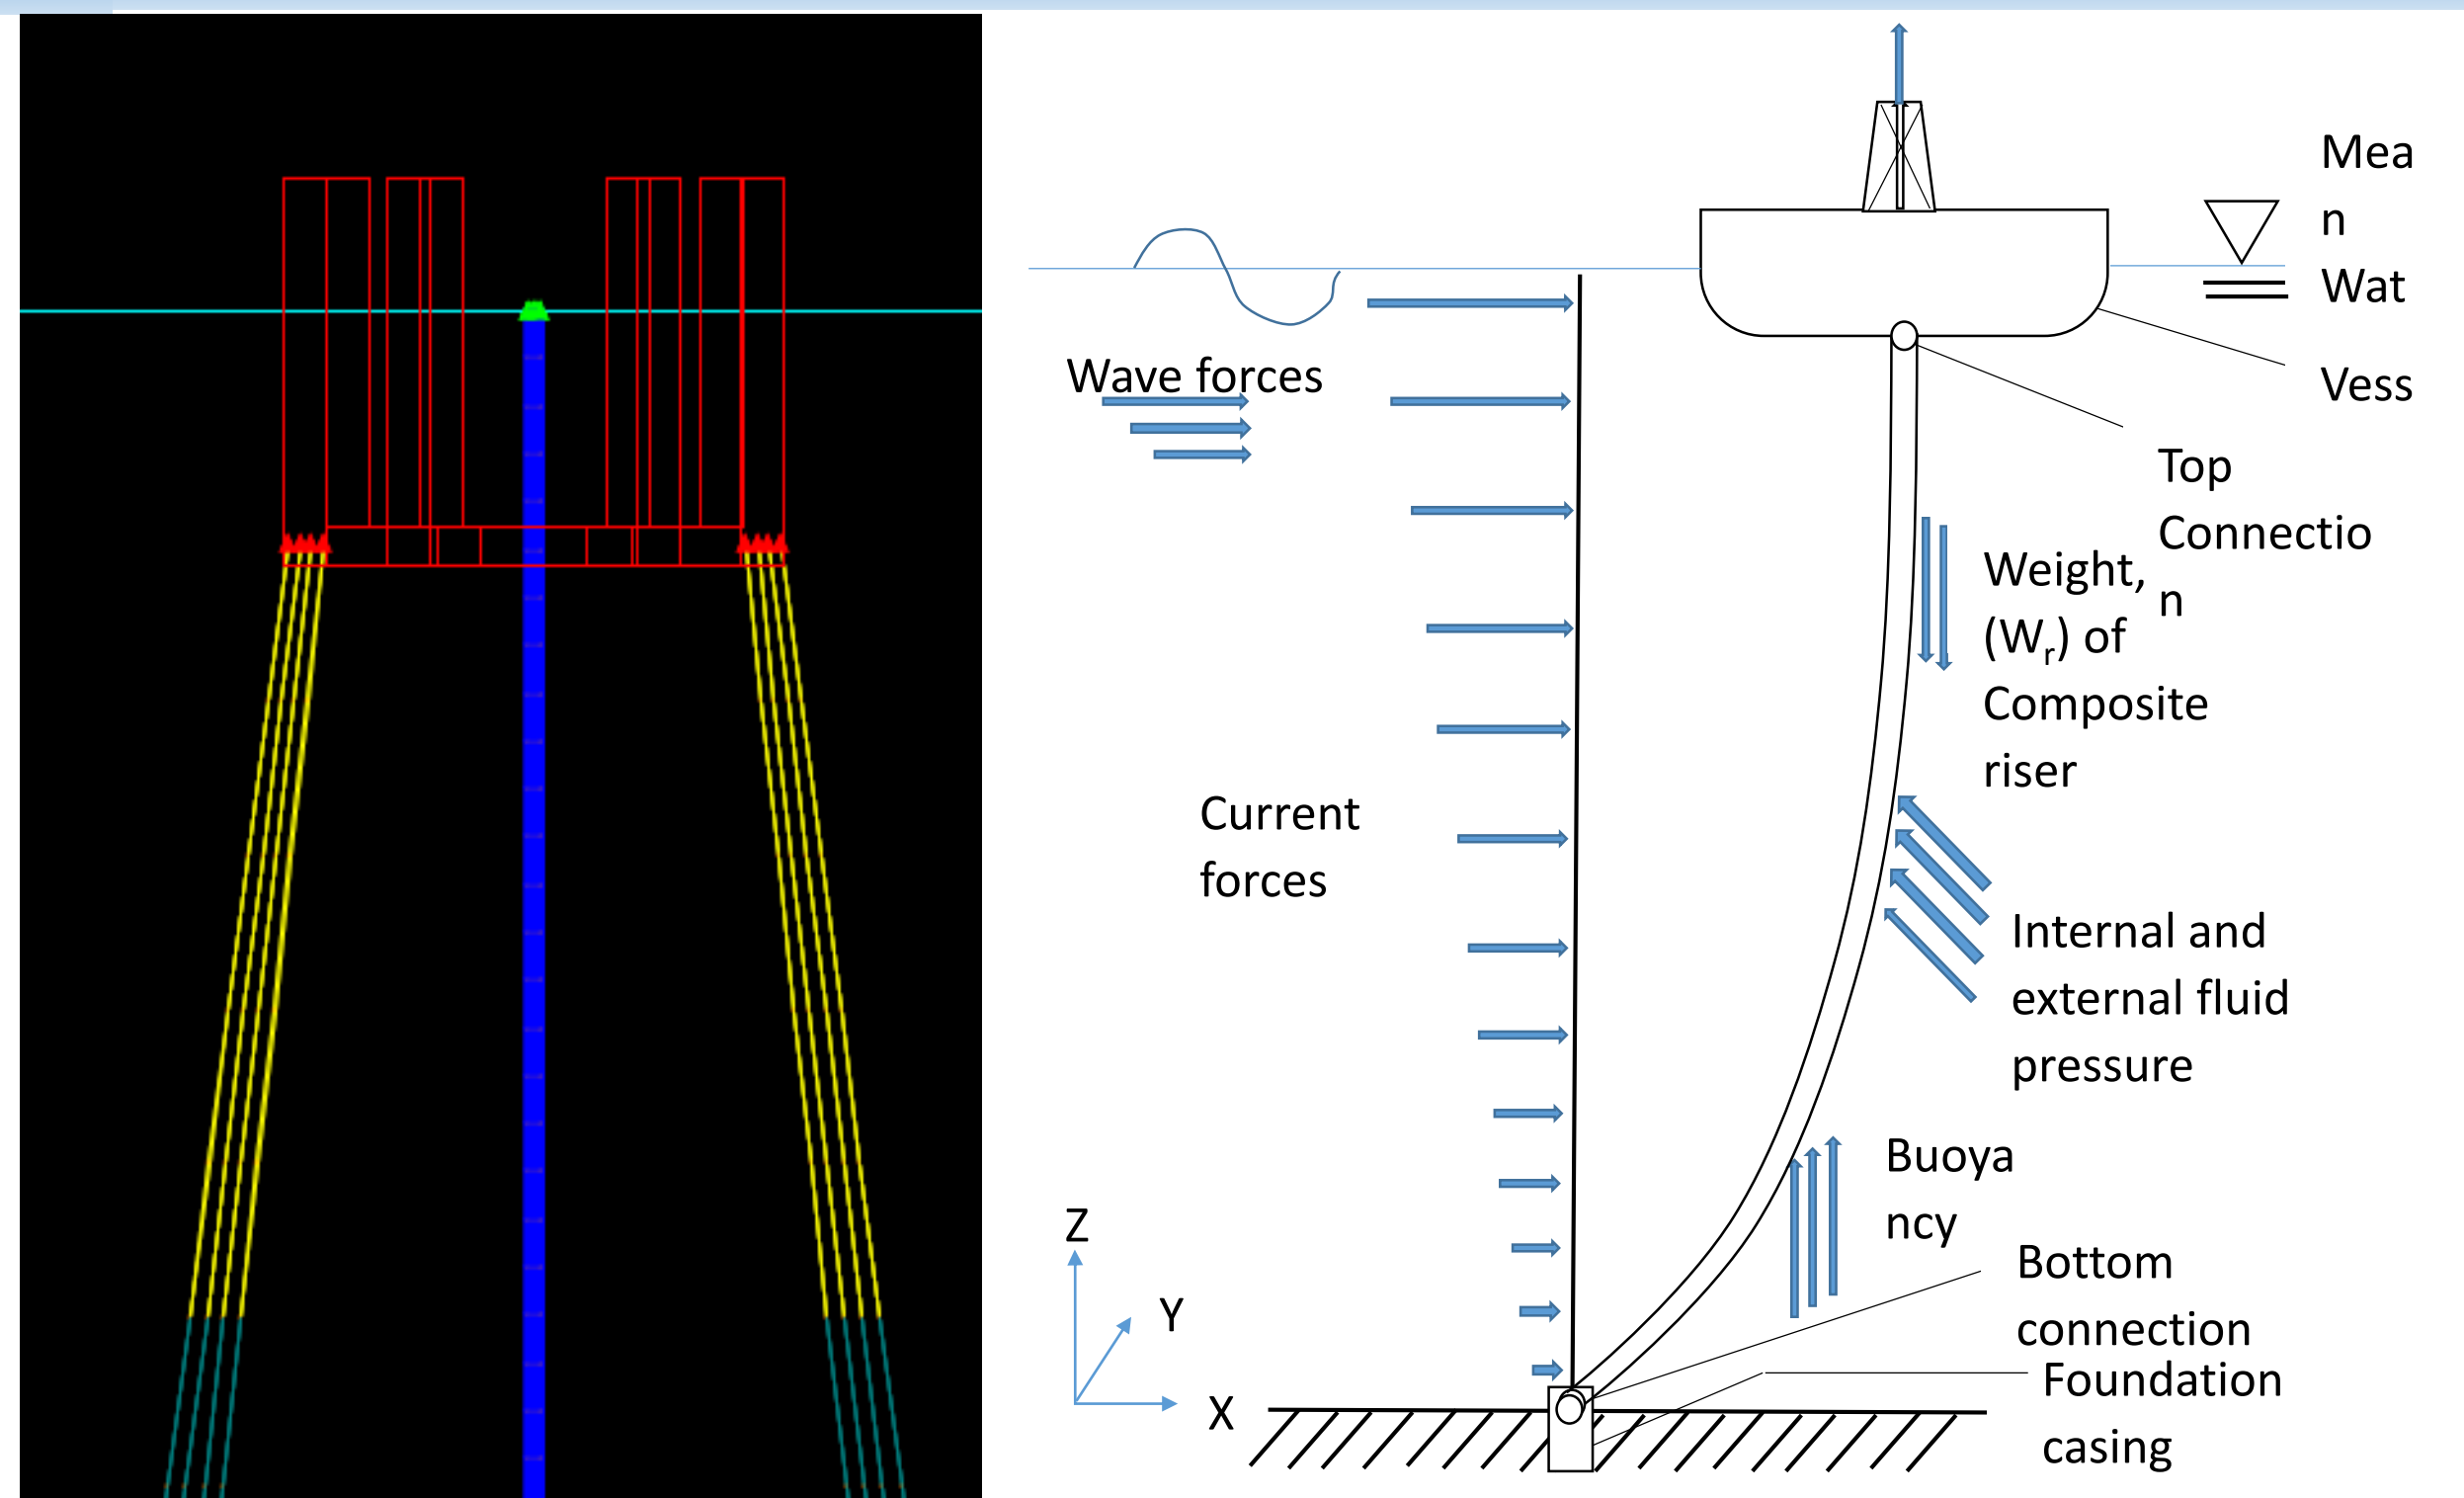 Mea
n
Wat
Vess
Wave forces
Top
Connectio
n
Weight,
(Wr) of
Composite
riser
Current
forces
Internal and
external fluid
pressure
Buoya
ncy
Bottom
connection
Foundation
casing
Z
Y
X